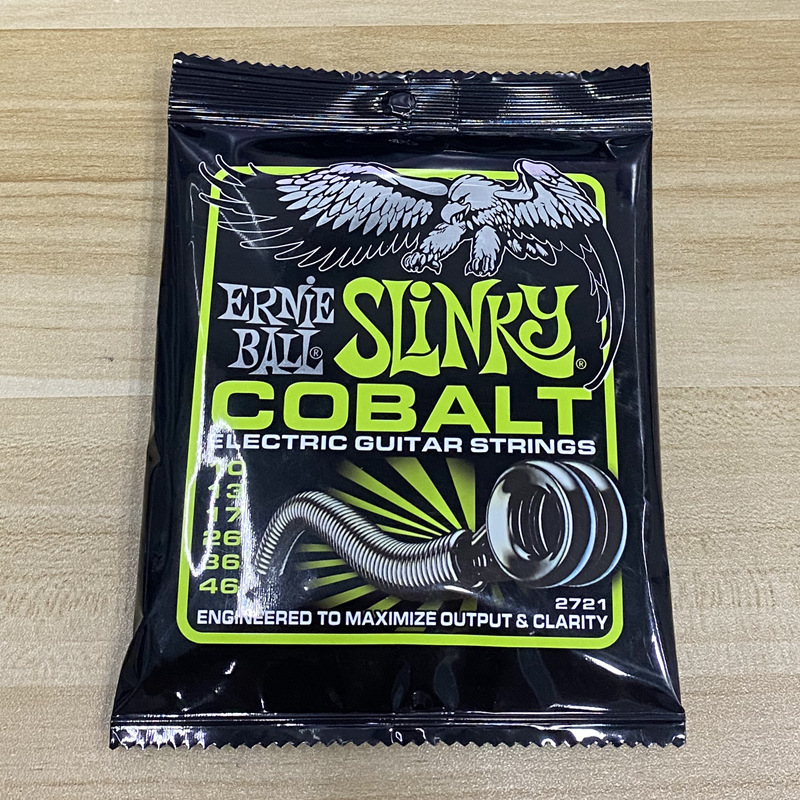 ERNIE BALL® SLINKY®
COBALT
ELECTRIC GUITAR STRINGS
10
13
17
26
36
46
2721
ENGINEERED TO MAXIMIZE OUTPUT & CLARITY